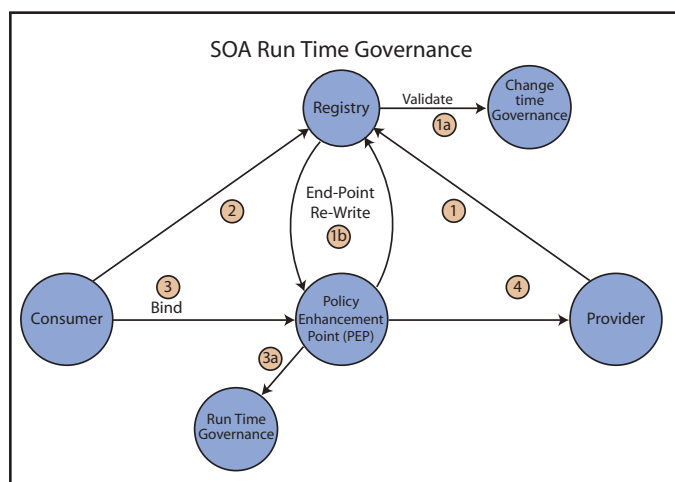 SOA Run Time Governance
Registry
Validate
1a
Change
time
Governance
2
End-Point
Re-Write
1b
1
3
Bind
4
Consumer
Policy
Enhancement
Point (PEP)
Provider
3a
Run Time
Governance